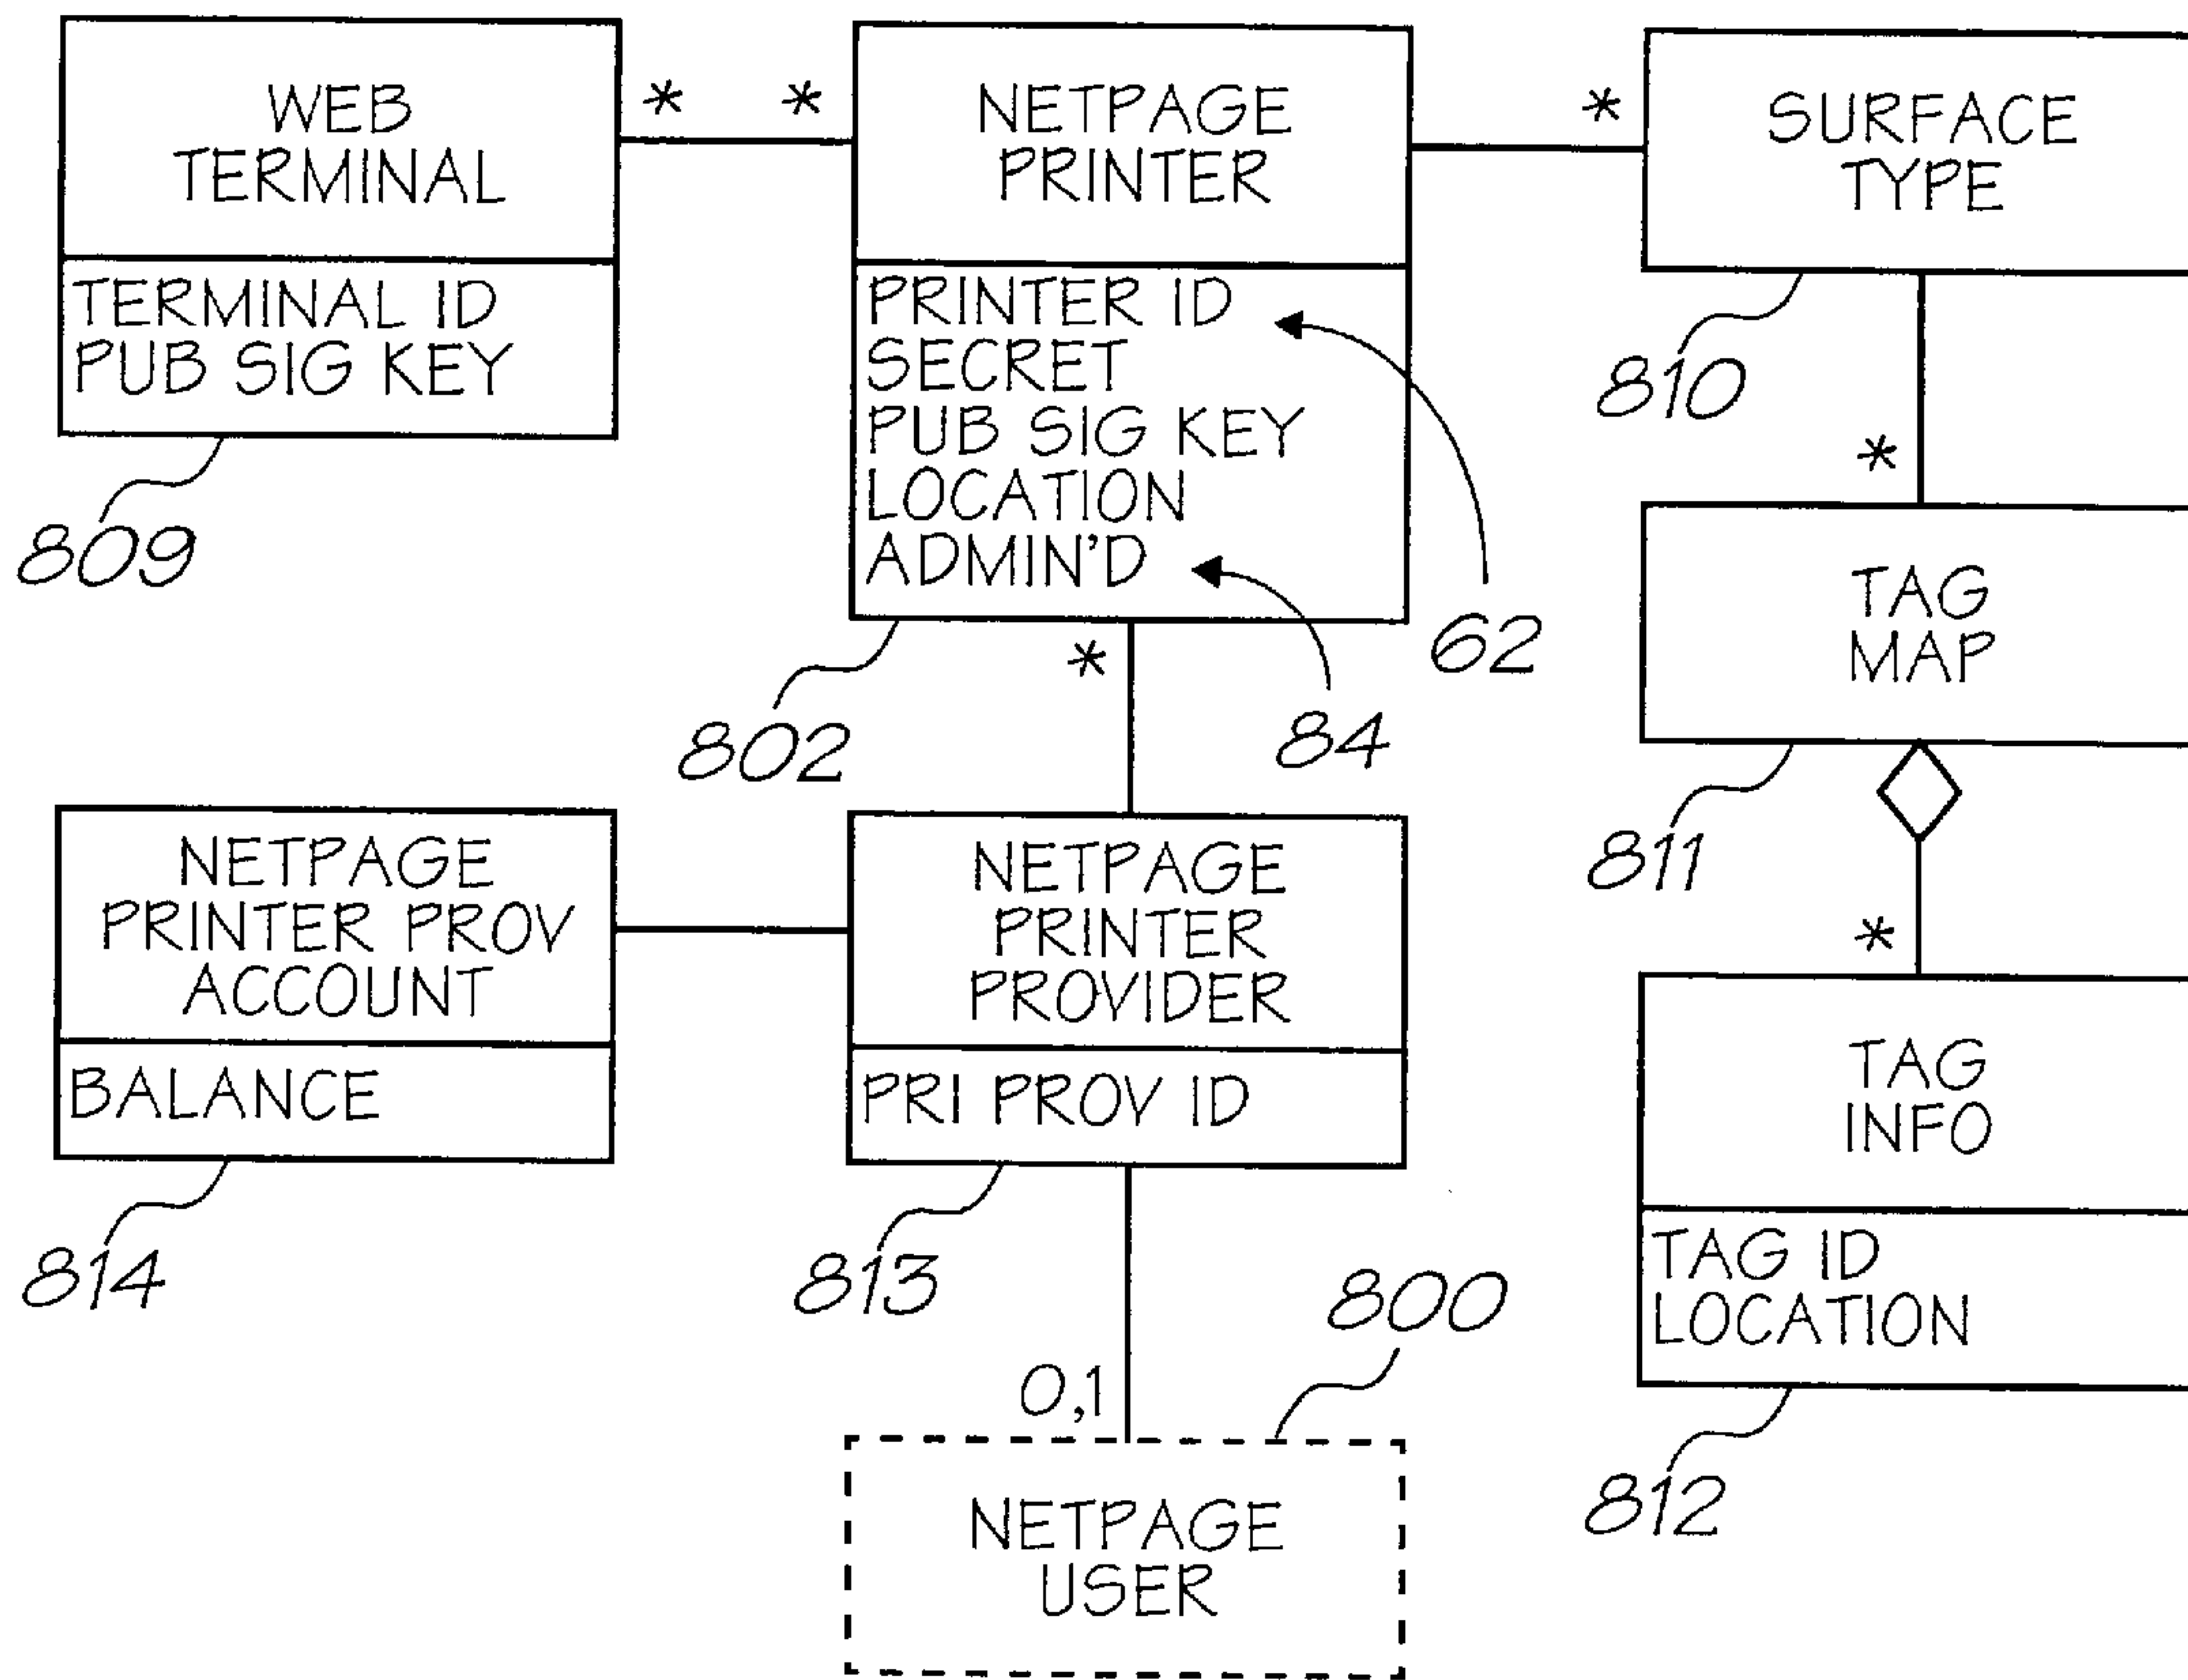 WEB
TERMINAL
TERMINAL ID
PUB SIG KEY
809
*
*
NETPAGE
PRINTER
PRINTER ID
SECRET
PUB SIG KEY
LOCATION
ADMIN'D
62
84
802
*
SURFACE
TYPE
810
*
*
TAG
MAP
811
*
NETPAGE
PRINTER PROV
ACCOUNT
BALANCE
814
NETPAGE
PRINTER
PROVIDER
PRI PROV ID
813
TAG
INFO
TAG ID
LOCATION
812
0,1
800
NETPAGE
USER